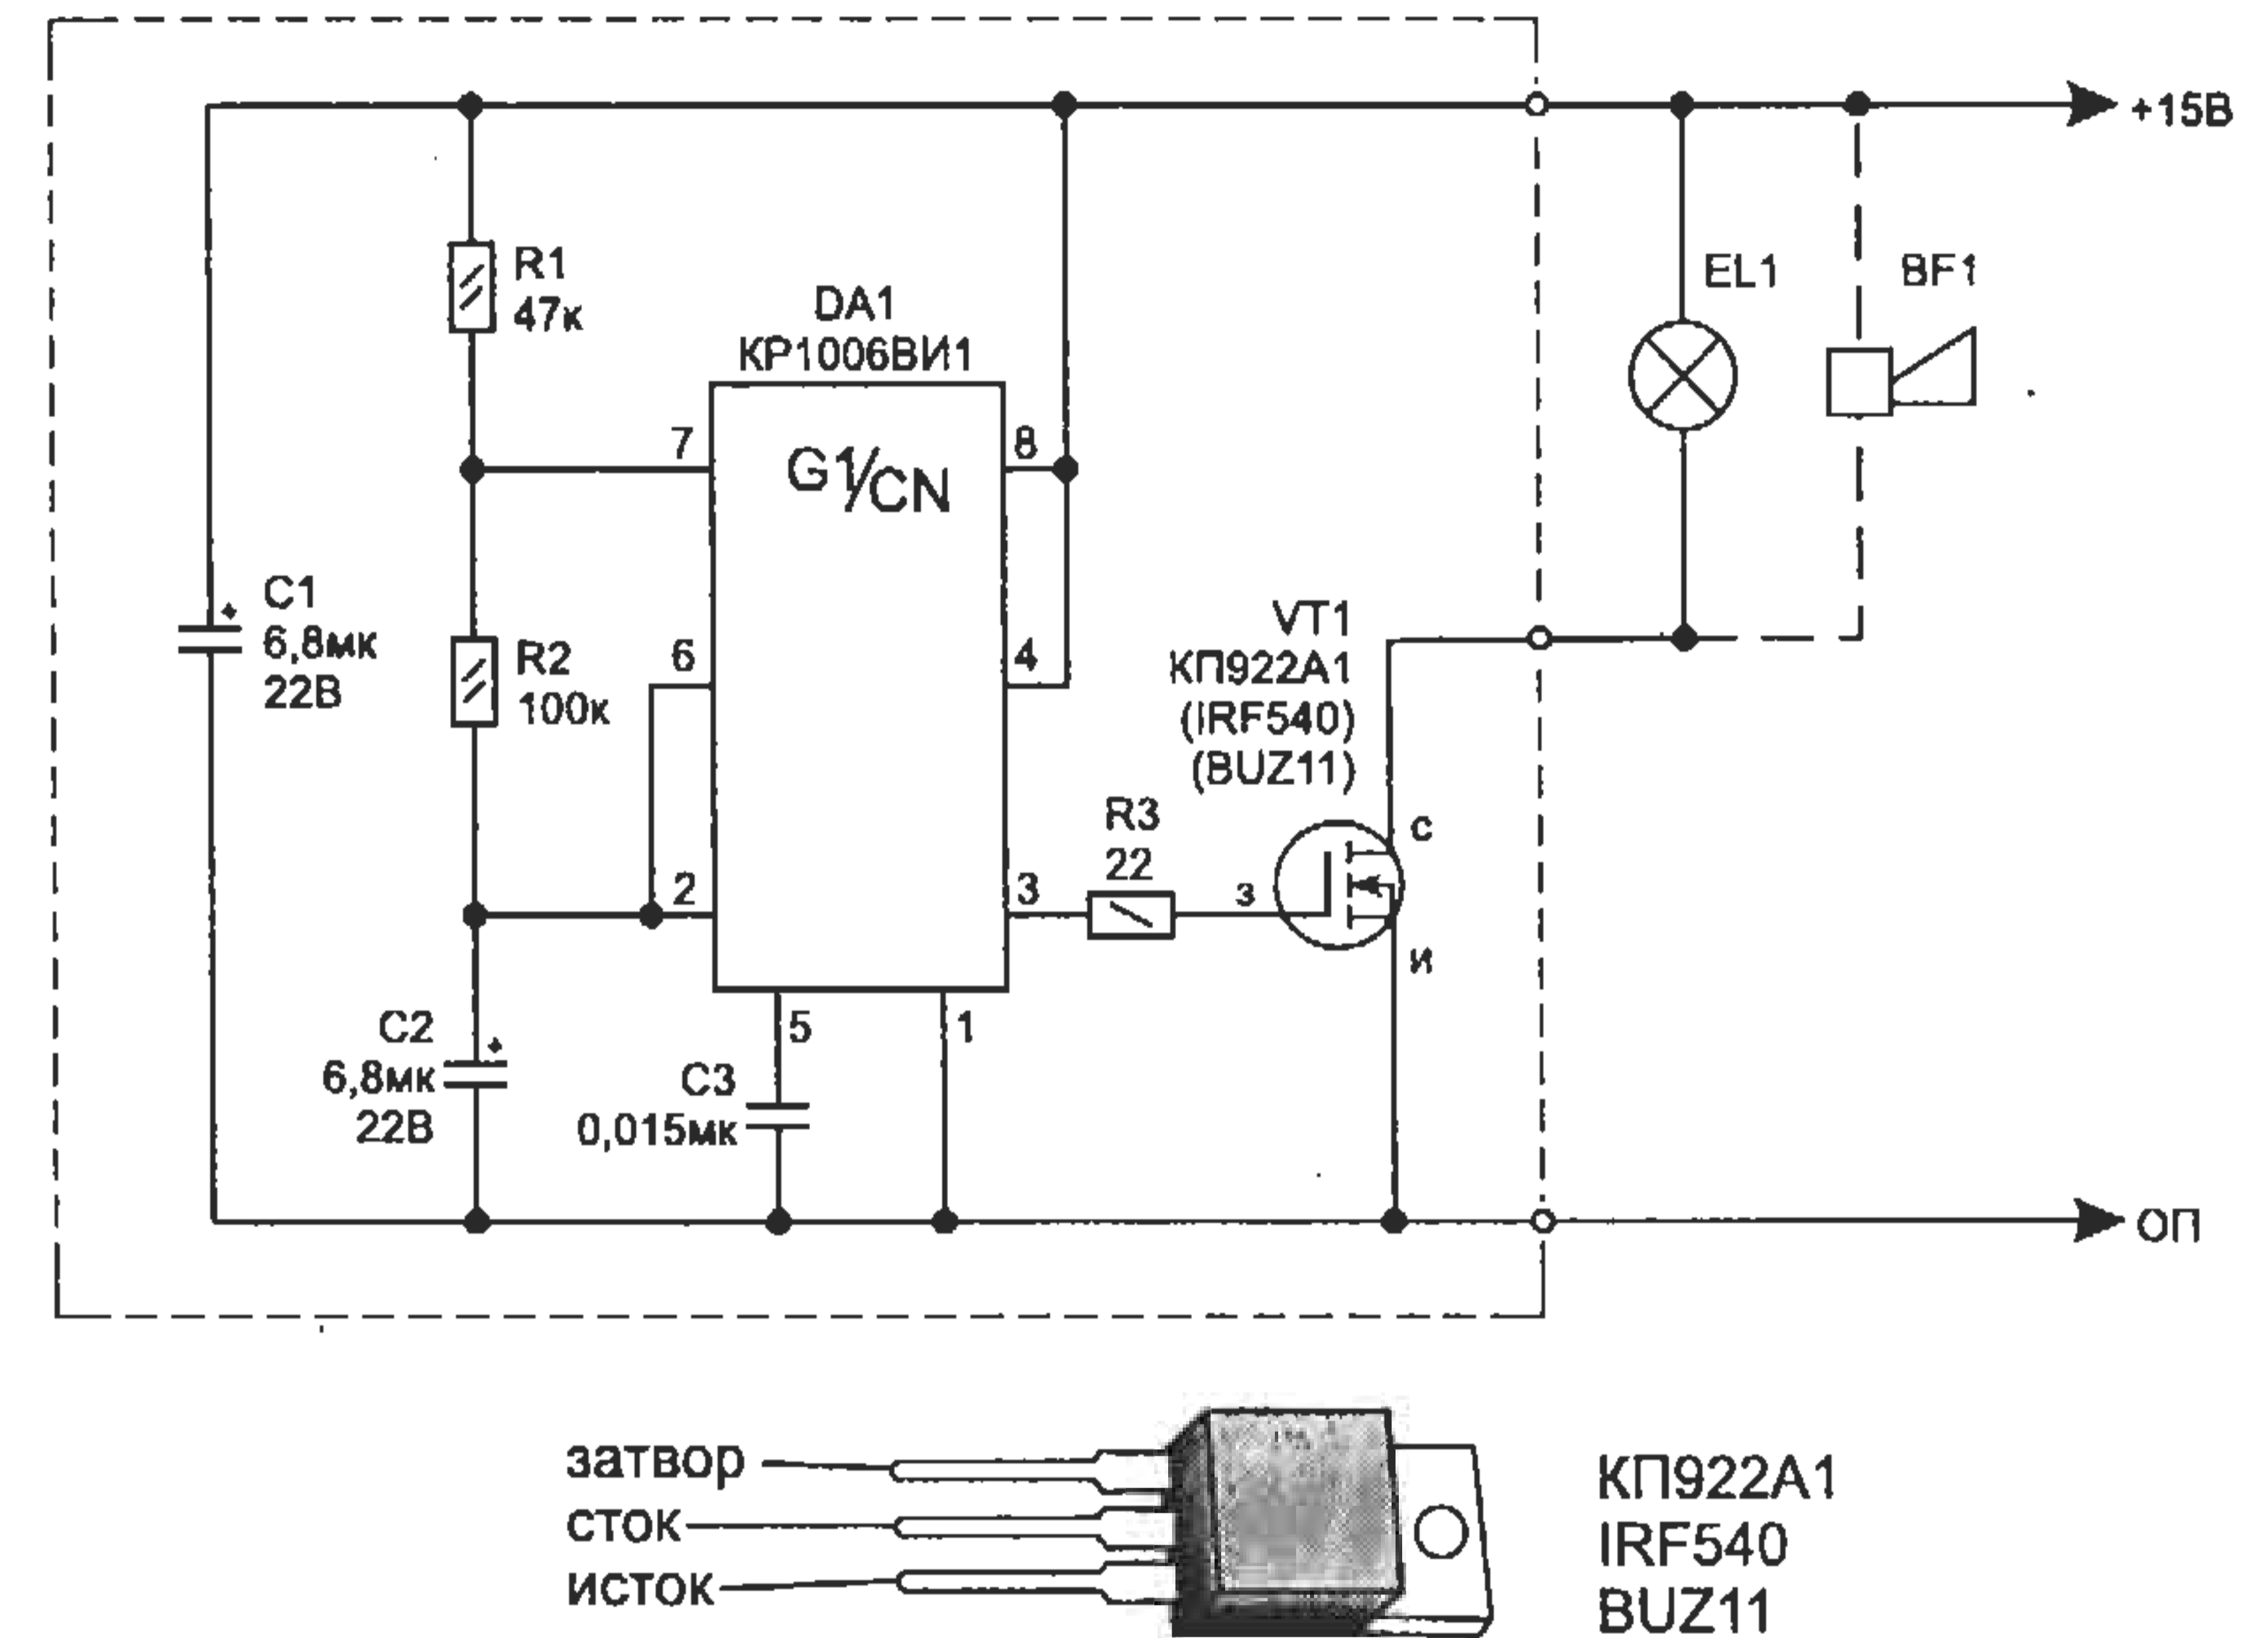 +15В
R1
47к
EL1
BF1
DA1
КР1006ВИ1
7
G1/CN
8
C1
6,8мк
22В
R2
100к
6
4
VT1
КП922А1
(IRF540)
(BUZ11)
R3
22
с
2
3
з
и
C2
6,8мк
22В
5
1
C3
0,015мк
ОП
затвор
сток
исток
КП922А1
IRF540
BUZ11